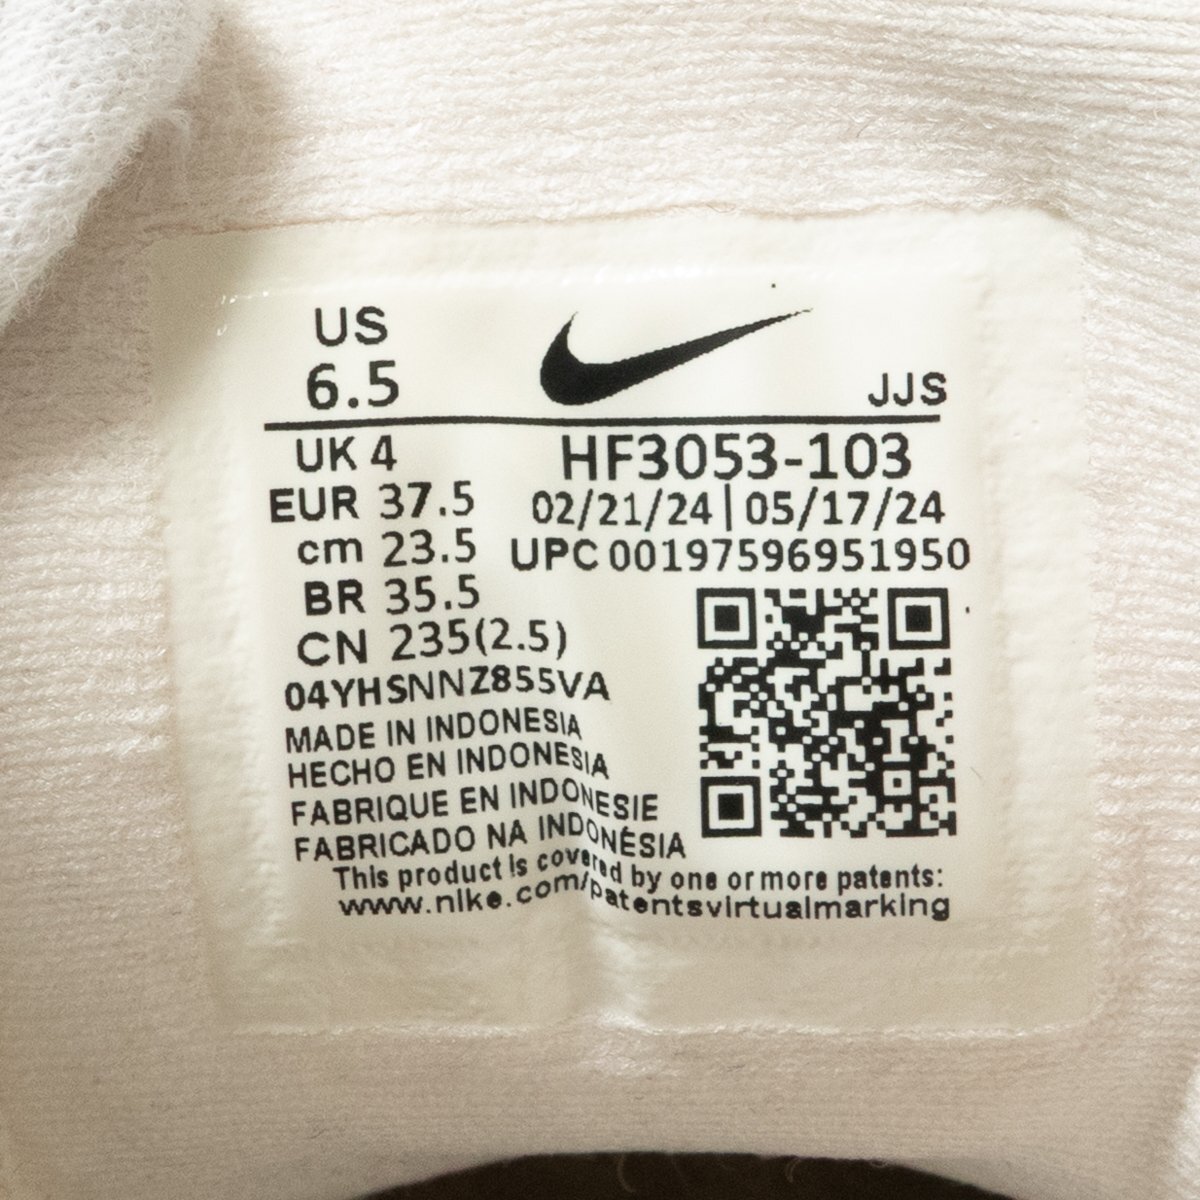 US
6.5
JJS
UK 4
HF3053-103
EUR 37.5
02/21/24|05/17/24
cm 23.5
UPC 00197596951950
BR 35.5
CN 235(2.5)
04YHSNNZ855VA
MADE IN INDONESIA
HECHO EN INDONESIA
FABRIQUE EN INDONESIE
FABRICADO NA INDONÉSIA
This product is covered by one or more patents:
www.nike.com/patentsvirtualmarking